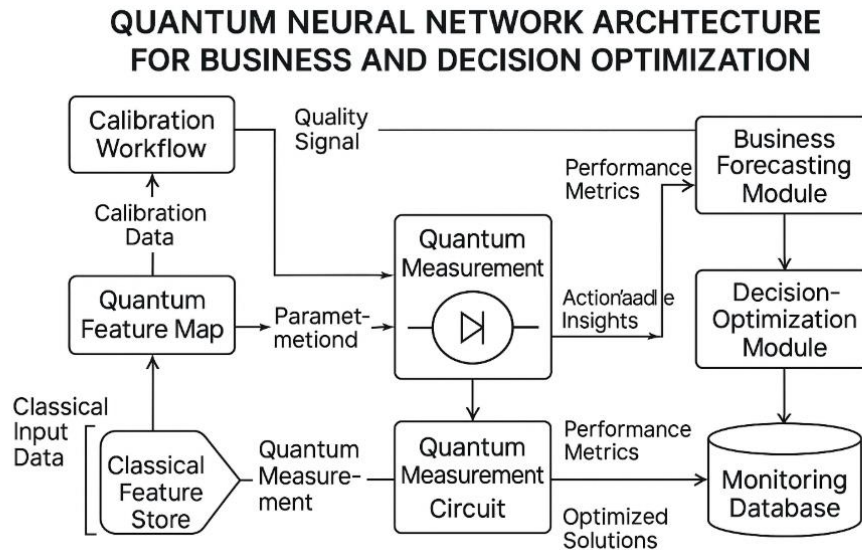 QUANTUM NEURAL NETWORK ARCHTECTURE
FOR BUSINESS AND DECISION OPTIMIZATION
Calibration
Workflow
Quality
Signal
Business
Forecasting
Module
Performance
Metrics
Calibration
Data
Quantum
Measurement
Quantum
Feature Map
Paramet-
metiond
Insights
Decision-
Optimization
Module
Classical
Input
Data
Classical
Feature
Store
Quantum
Measure-
ment
Quantum
Measurement
Circuit
Performance
Metrics
Optimized
Solutions
Monitoring
Database